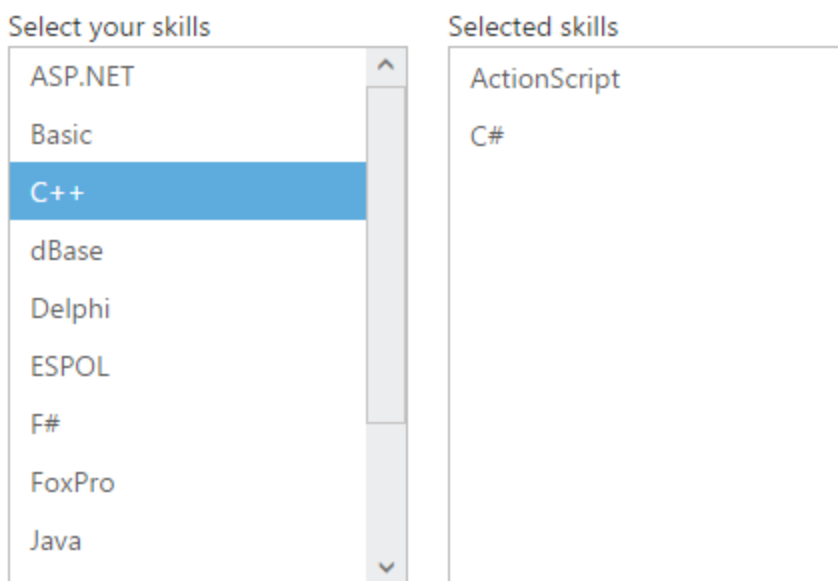 Select your skills
ASP.NET
Basic
C++
dBase
Delphi
ESPOL
F#
FoxPro
Java
Selected skills
ActionScript
C#